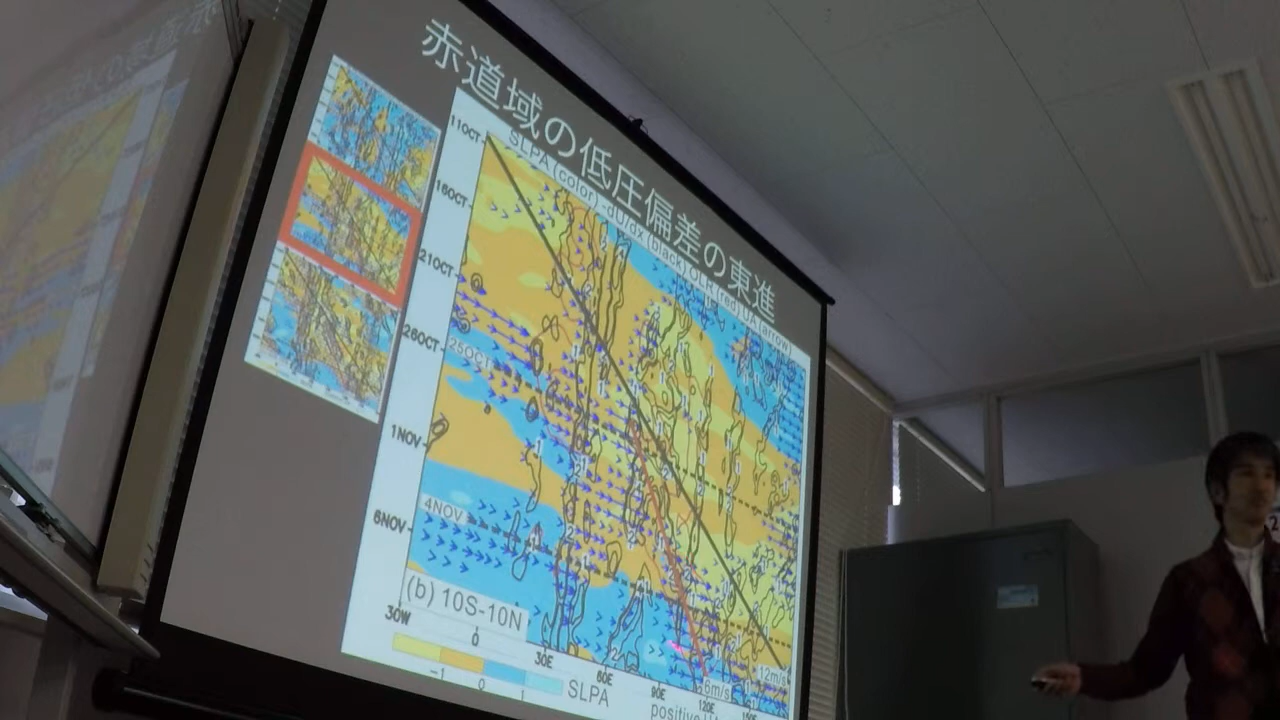 赤道域の低圧偏差の東進
SLPA (color) -dU/dx (black) OLR (red) UA (arrow)
11OCT
16OCT
21OCT
26OCT
25OCT
1NOV
4NOV
6NOV
(b) 10S-10N
30W
0
30E
60E
90E
120E
150E
12m/s
6m/s
-1
0
1
SLPA
positive